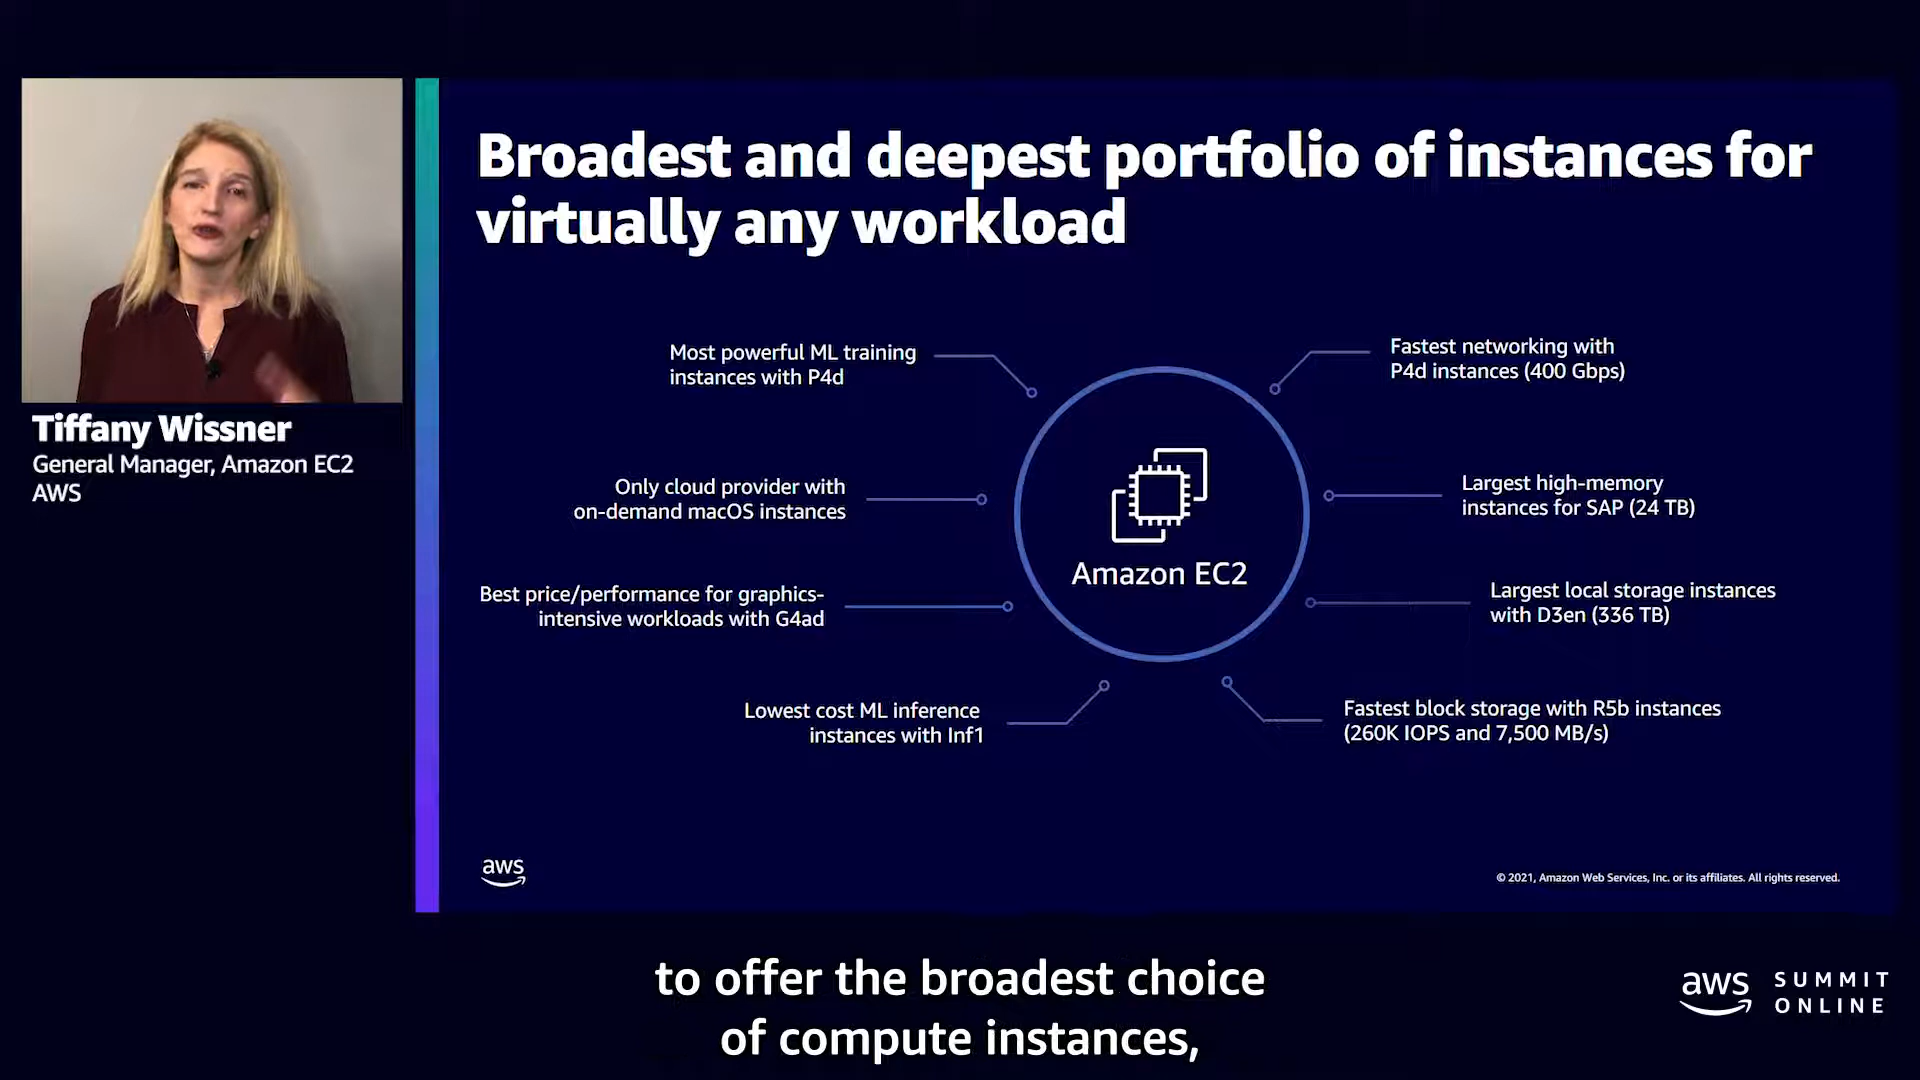 Broadest and deepest portfolio of instances for
virtually any workload
Tiffany Wissner
General Manager, Amazon EC2
AWS
Most powerful ML training
instances with P4d
Only cloud provider with
on-demand macOS instances
Best price/performance for graphics-
intensive workloads with G4ad
Lowest cost ML inference
instances with Inf1
Amazon EC2
Fastest networking with
P4d instances (400 Gbps)
Largest high-memory
instances for SAP (24 TB)
Largest local storage instances
with D3en (336 TB)
Fastest block storage with R5b instances
(260K IOPS and 7,500 MB/s)
aws
© 2021, Amazon Web Services, Inc. or its affiliates. All rights reserved.
to offer the broadest choice
of compute instances,
aws SUMMIT
ONLINE